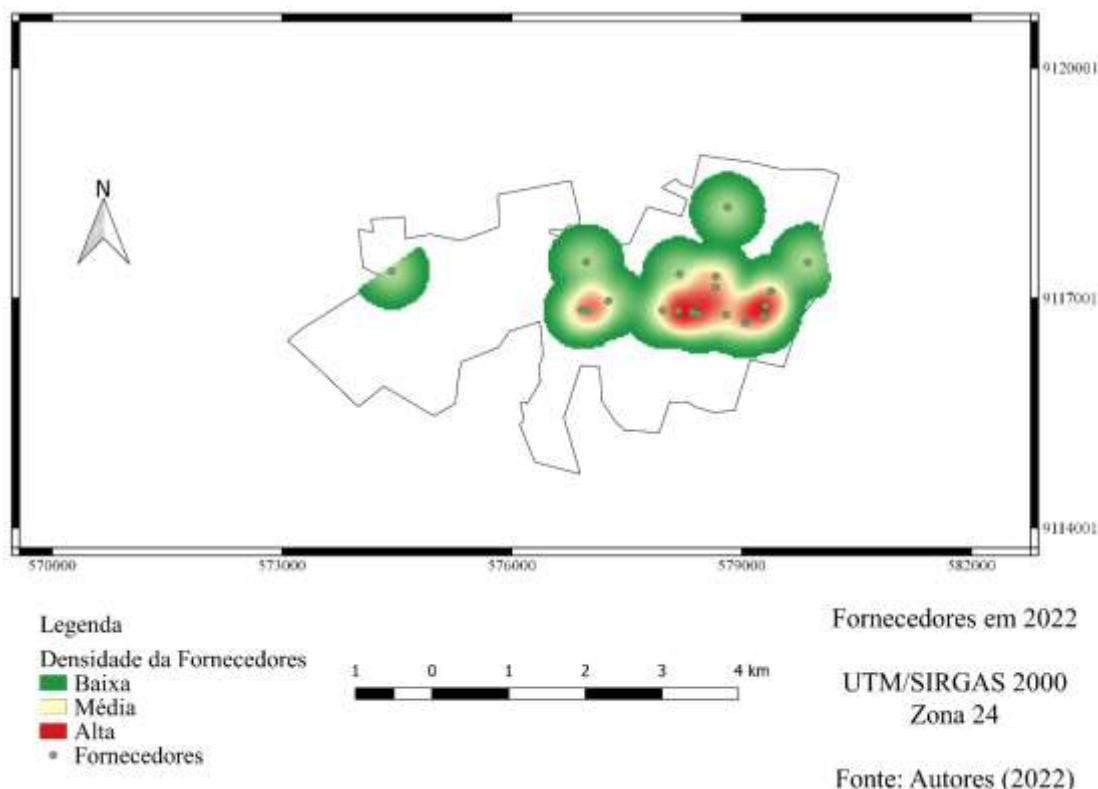 N
9120001
9117001
9114001
570000
573000
576000
579000
582000
Legenda
Densidade da Fornecedores
Baixa
Média
Alta
Fornecedores
1 0 1 2 3 4 km
Fornecedores em 2022
UTM/SIRGAS 2000
Zona 24
Fonte: Autores (2022)